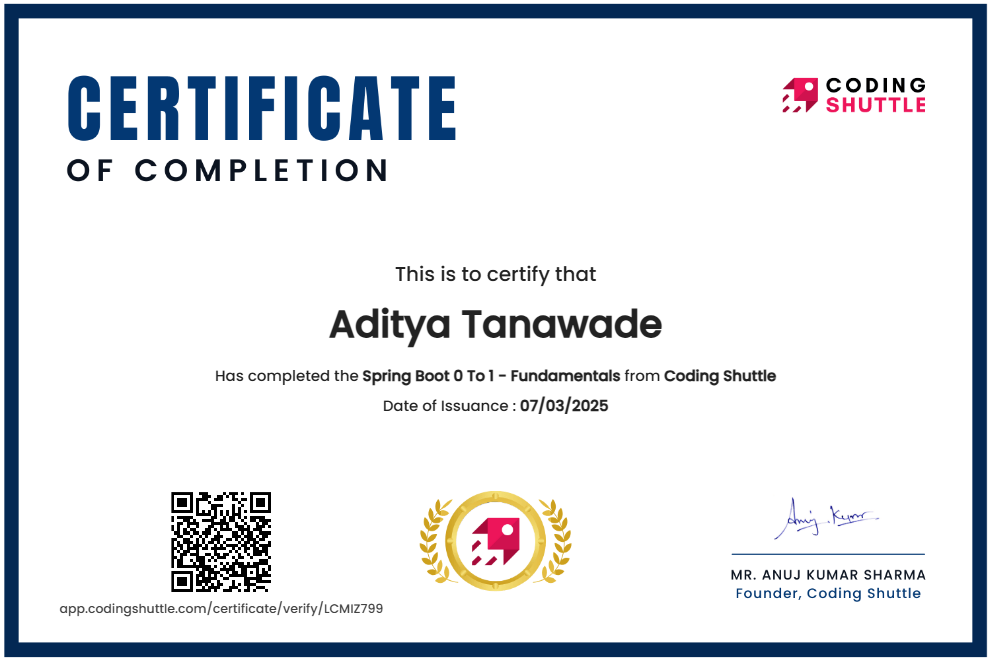 CERTIFICATE
OF COMPLETION
CODING
SHUTTLE
This is to certify that
Aditya Tanawade
Has completed the Spring Boot 0 To 1 - Fundamentals from Coding Shuttle
Date of Issuance : 07/03/2025
app.codingshuttle.com/certificate/verify/LCMIZ799
Anuj Kumar
MR. ANUJ KUMAR SHARMA
Founder, Coding Shuttle